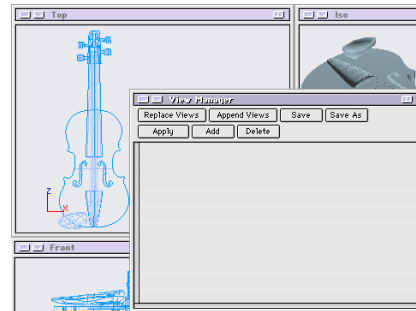 Top
Iso
View Manager
Replace Views Append Views Save Save As
Apply Add Delete
Z
X
Front